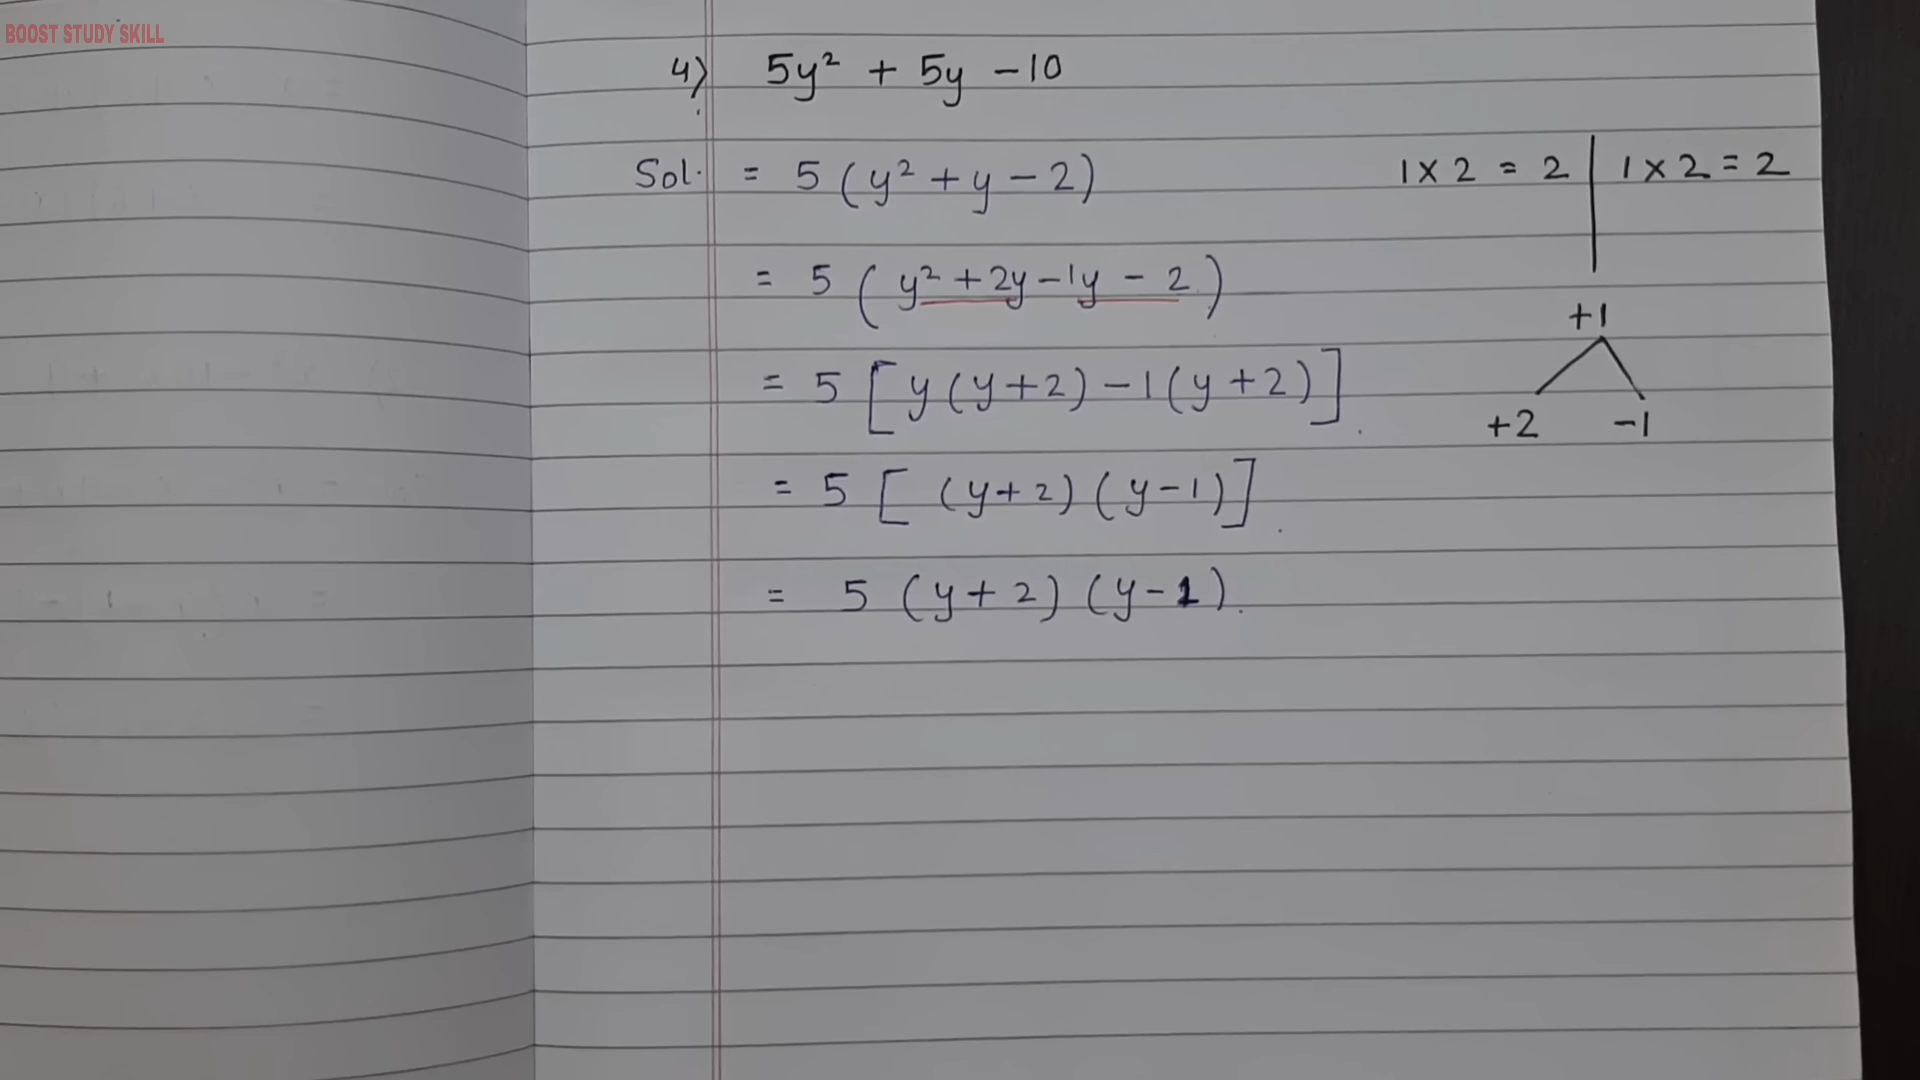 BOOST STUDY SKILL
4) 5y² + 5y - 10
Sol. = 5 (y² + y - 2)
1 x 2 = 2 | 1 x 2 = 2
= 5 (y² + 2y - 1y - 2)
+1
= 5 [y (y + 2) - 1 (y + 2)]
+2 -1
= 5 [ (y + 2) (y - 1)]
= 5 (y + 2) (y - 1).